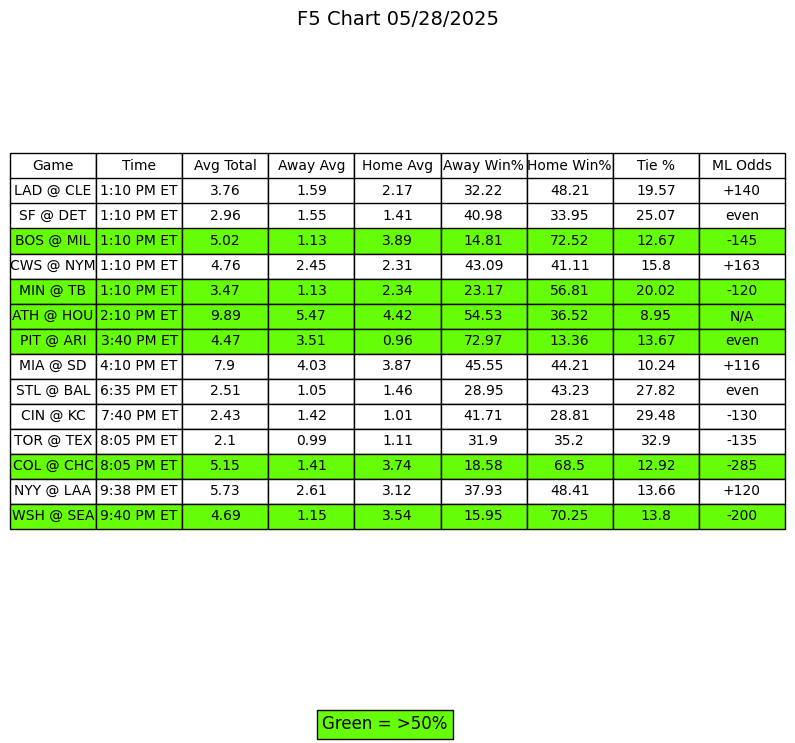 F5 Chart 05/28/2025
Game Time Avg Total Away Avg Home Avg Away Win% Home Win% Tie % ML Odds
LAD @ CLE 1:10 PM ET 3.76 1.59 2.17 32.22 48.21 19.57 +140
SF @ DET 1:10 PM ET 2.96 1.55 1.41 40.98 33.95 25.07 even
BOS @ MIL 1:10 PM ET 5.02 1.13 3.89 14.81 72.52 12.67 -145
CWS @ NYM 1:10 PM ET 4.76 2.45 2.31 43.09 41.11 15.8 +163
MIN @ TB 1:10 PM ET 3.47 1.13 2.34 23.17 56.81 20.02 -120
ATH @ HOU 2:10 PM ET 9.89 5.47 4.42 54.53 36.52 8.95 N/A
PIT @ ARI 3:40 PM ET 4.47 3.51 0.96 72.97 13.36 13.67 even
MIA @ SD 4:10 PM ET 7.9 4.03 3.87 45.55 44.21 10.24 +116
STL @ BAL 6:35 PM ET 2.51 1.05 1.46 28.95 43.23 27.82 even
CIN @ KC 7:40 PM ET 2.43 1.42 1.01 41.71 28.81 29.48 -130
TOR @ TEX 8:05 PM ET 2.1 0.99 1.11 31.9 35.2 32.9 -135
COL @ CHC 8:05 PM ET 5.15 1.41 3.74 18.58 68.5 12.92 -285
NYY @ LAA 9:38 PM ET 5.73 2.61 3.12 37.93 48.41 13.66 +120
WSH @ SEA 9:40 PM ET 4.69 1.15 3.54 15.95 70.25 13.8 -200
Green = >50%